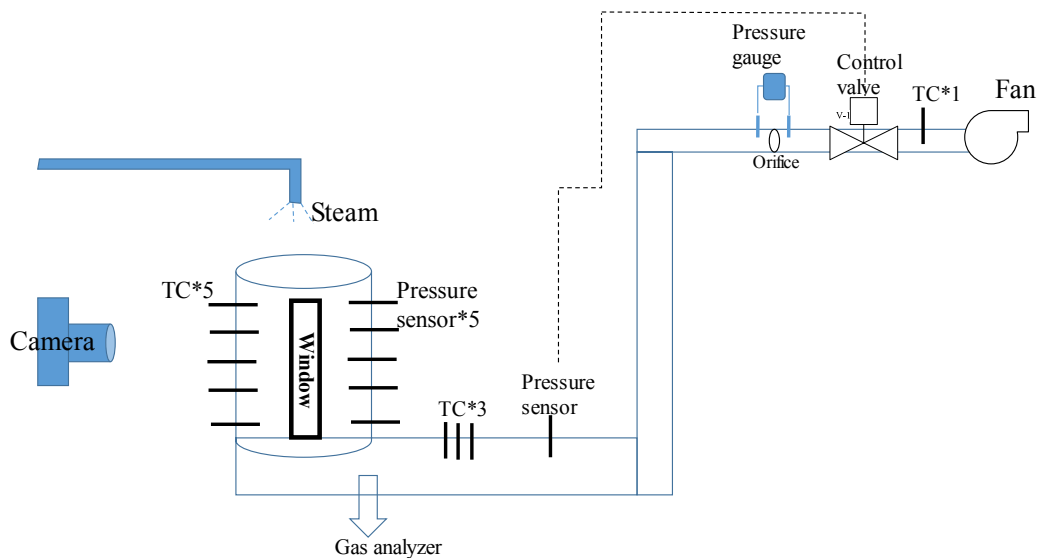 Pressure
gauge
Control
valve
TC*1
Fan
V-1
Orifice
Steam
TC*5
Pressure
sensor*5
Camera
Window
Pressure
sensor
TC*3
Gas analyzer